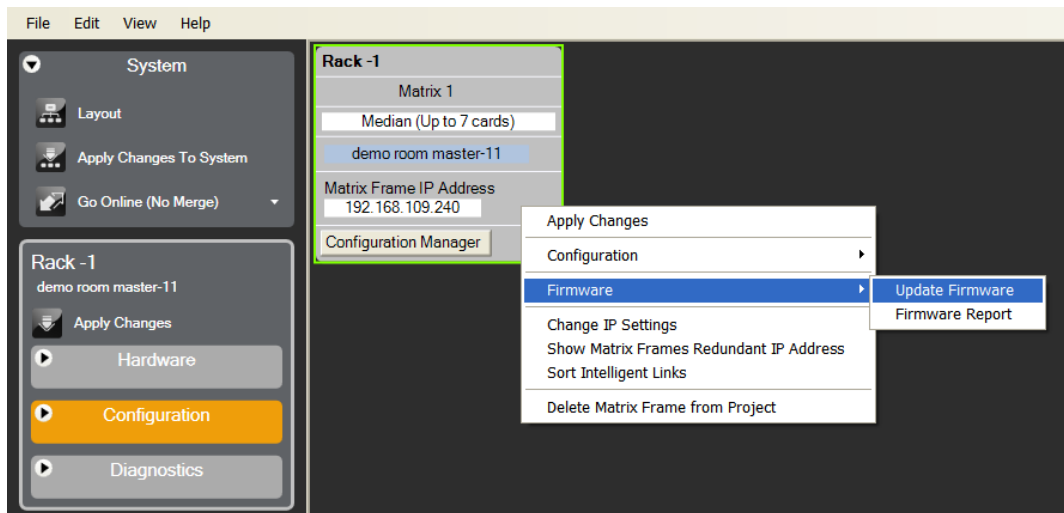 File Edit View Help
System
Layout
Apply Changes To System
Go Online (No Merge)
Rack -1
demo room master-11
Apply Changes
Hardware
Configuration
Diagnostics
Rack -1
Matrix 1
Median (Up to 7 cards)
demo room master-11
Matrix Frame IP Address
192.168.109.240
Configuration Manager
Apply Changes
Configuration
Firmware
Change IP Settings
Show Matrix Frames Redundant IP Address
Sort Intelligent Links
Delete Matrix Frame from Project
Update Firmware
Firmware Report